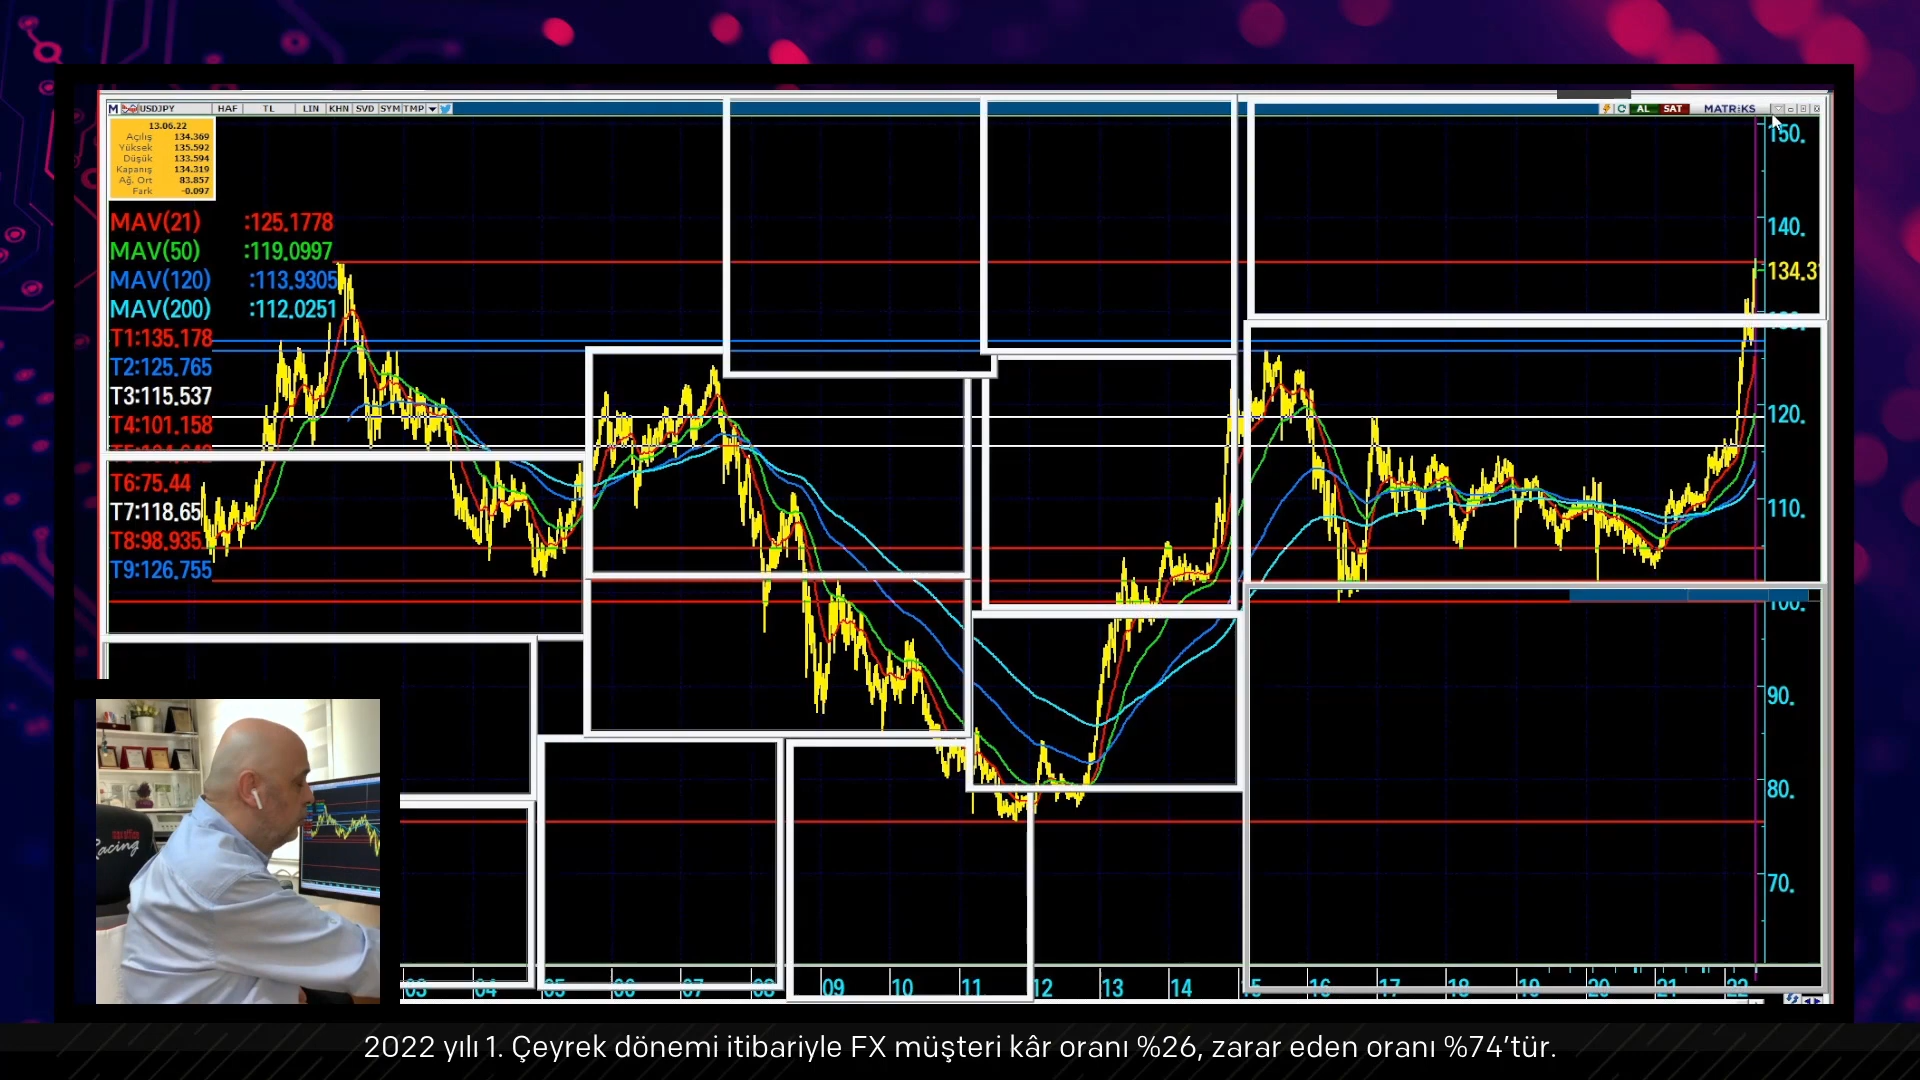 M USDJPY HAF TL LIN KHN SVD SYM TMP AL SAT MATRiKS
13.06.22
Açılış 134.369
Yüksek 135.592
Düşük 133.594
Kapanış 134.319
Ağ. Ort 83.857
Fark -0.097
MAV(21) :125.1778
MAV(50) :119.0997
MAV(120) :113.9305
MAV(200) :112.0251
T1:135.178
T2:125.765
T3:115.537
T4:101.158
T6:75.44
T7:118.65
T8:98.935
T9:126.755
150.
140.
134.3
120.
110.
100.
90.
80.
70.
03 04 05 06 07 08 09 10 11 12 13 14 15 16 17 18 19 20 21 22
Racing
2022 yılı 1. Çeyrek dönemi itibariyle FX müşteri kâr oranı %26, zarar eden oranı %74'tür.